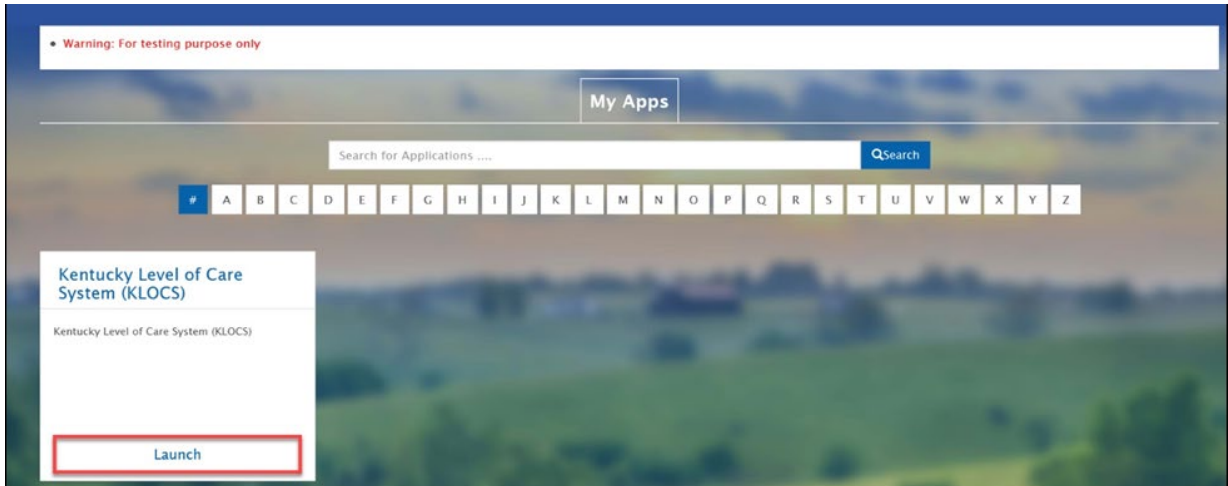 Warning: For testing purpose only
My Apps
Search for Applications ....
Search
# A B C D E F G H I J K L M N O P Q R S T U V W X Y Z
Kentucky Level of Care
System (KLOCS)
Kentucky Level of Care System (KLOCS)
Launch